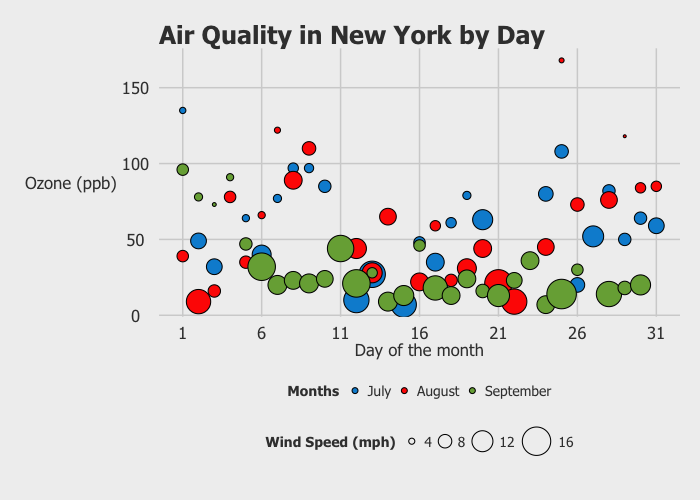 Air Quality in New York by Day
150
100
50
0
Ozone (ppb)
1 6 11 16 21 26 31
Day of the month
Months July August September
Wind Speed (mph) 4 8 12 16